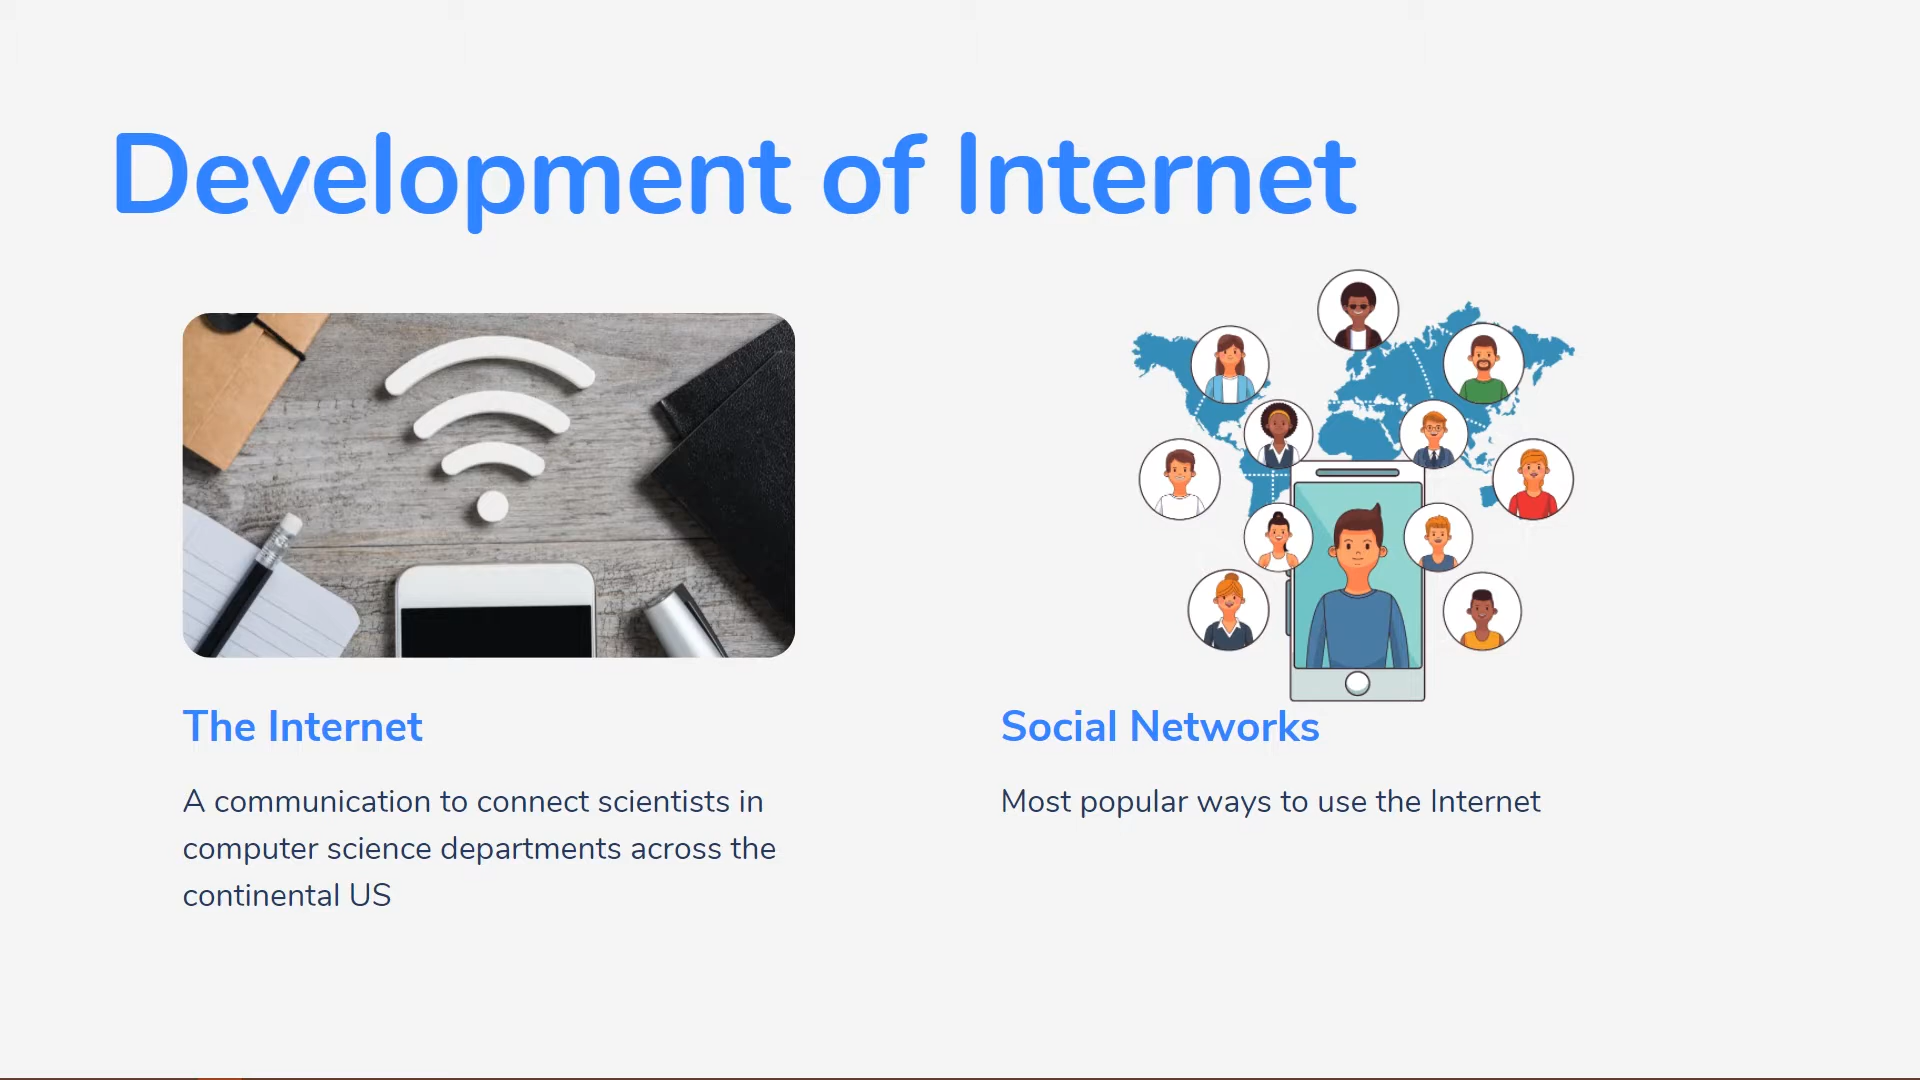 Development of Internet
The Internet
A communication to connect scientists in
computer science departments across the
continental US
Social Networks
Most popular ways to use the Internet